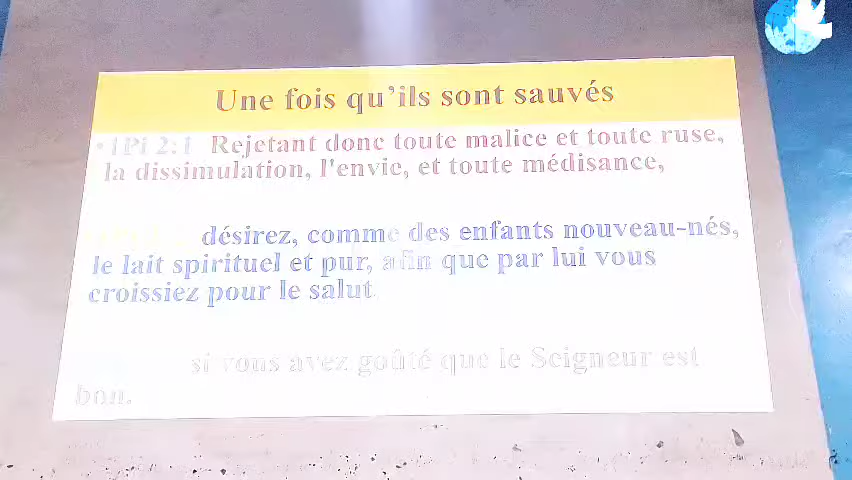 Une fois qu'ils sont sauvés
• 1Pi 2:1 Rejetant donc toute malice et toute ruse,
la dissimulation, l'envie, et toute médisance,
désirez, comme des enfants nouveau-nés,
le lait spirituel et pur, afin que par lui vous
croissiez pour le salut
si vous avez goûté que le Seigneur est
bon.